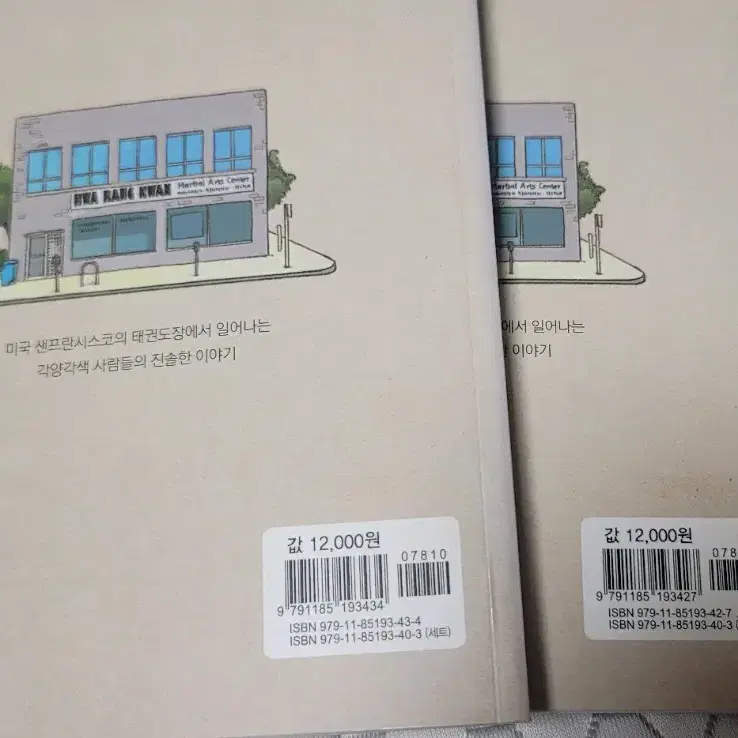 HWA RANG KWAN Martial Arts Center
미국 샌프란시스코의 태권도장에서 일어나는
각양각색 사람들의 진솔한 이야기
값 12,000원
07810
9 791185 193434
ISBN 979-11-85193-43-4
ISBN 979-11-85193-40-3 (세트)
Martial Arts Center
에서 일어나는
이야기
값 12,000원
078
9 791185 193427
ISBN 979-11-85193-42-7
ISBN 979-11-85193-40-3 (